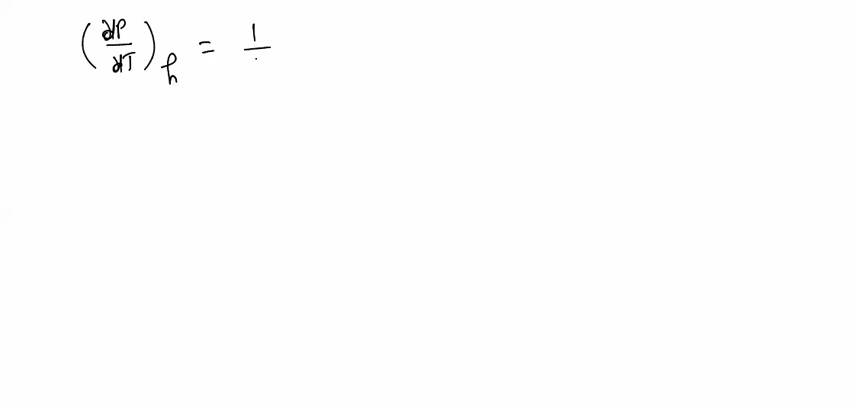 (∂P/∂T)_h = 1/